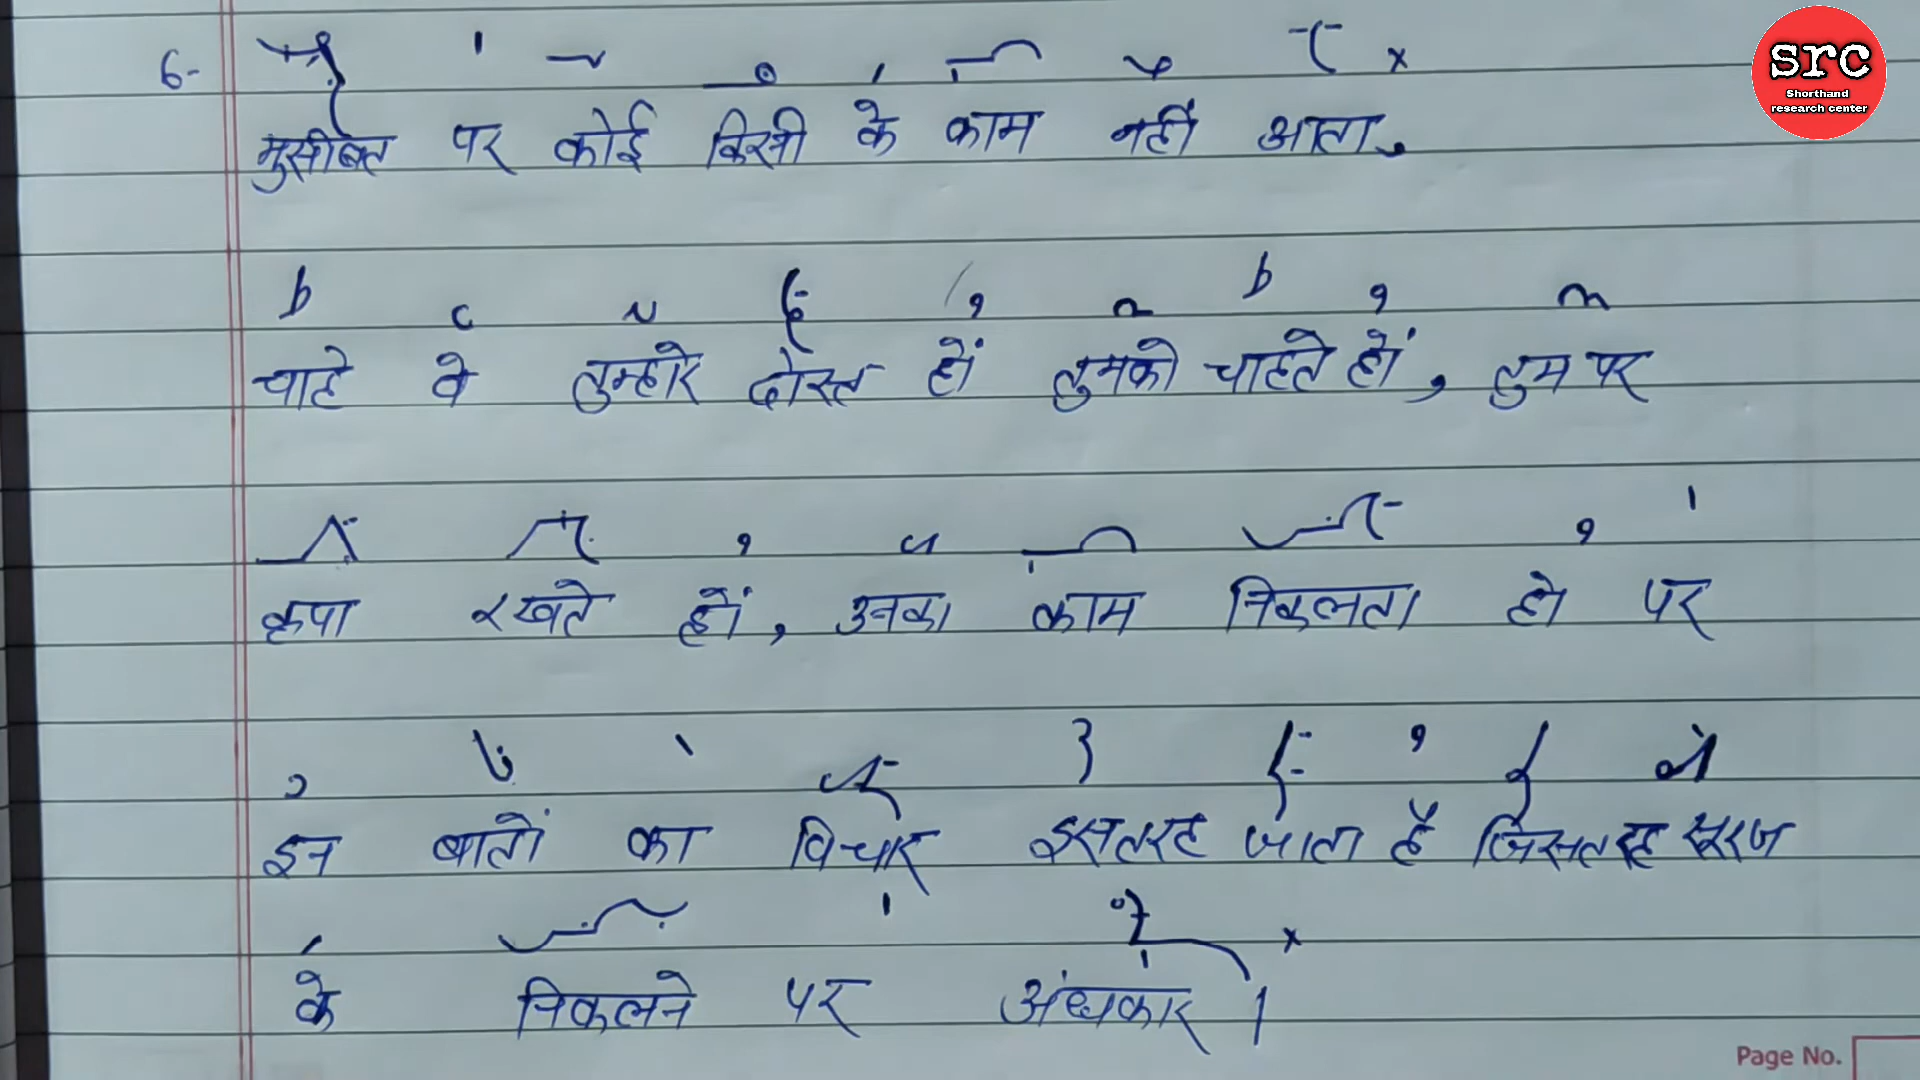 src
Shorthand
research center
6-
मुसीबत पर कोई किसी के काम नहीं आता,
चाहे वे तुम्हारे दोस्त हों तुमको चाहते हों, तुम पर
कृपा रखते हों, उनका काम निकलता हो पर
इन बातों का विचार इसतरह जाता है जिसतरह सूरज
के निकलने पर अंधकार।
Page No.